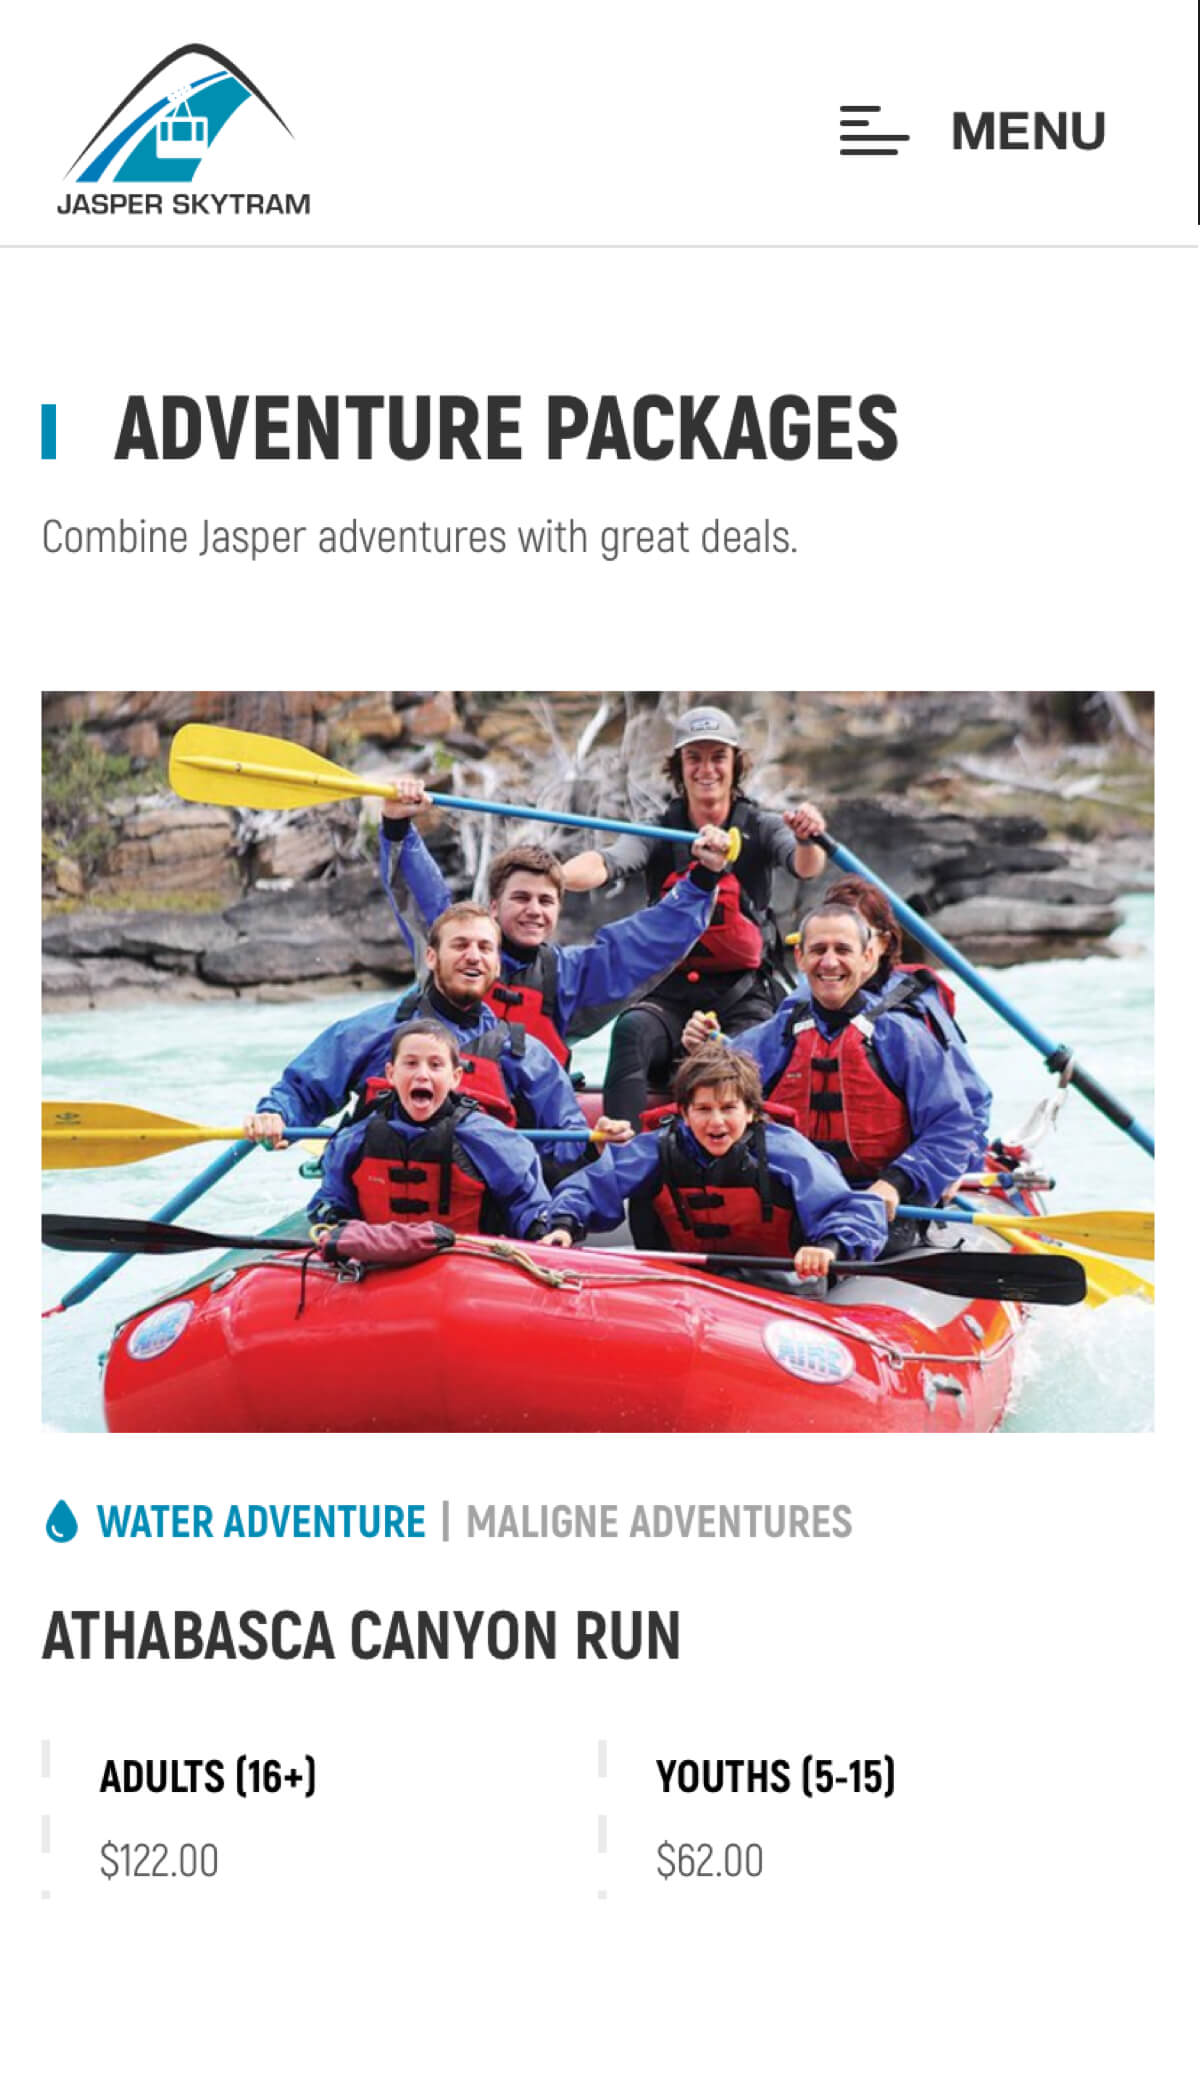 JASPER SKYTRAM
MENU
ADVENTURE PACKAGES
Combine Jasper adventures with great deals.
AIRE
WATER ADVENTURE | MALIGNE ADVENTURES
ATHABASCA CANYON RUN
ADULTS (16+)
YOUTHS (5-15)
$122.00
$62.00